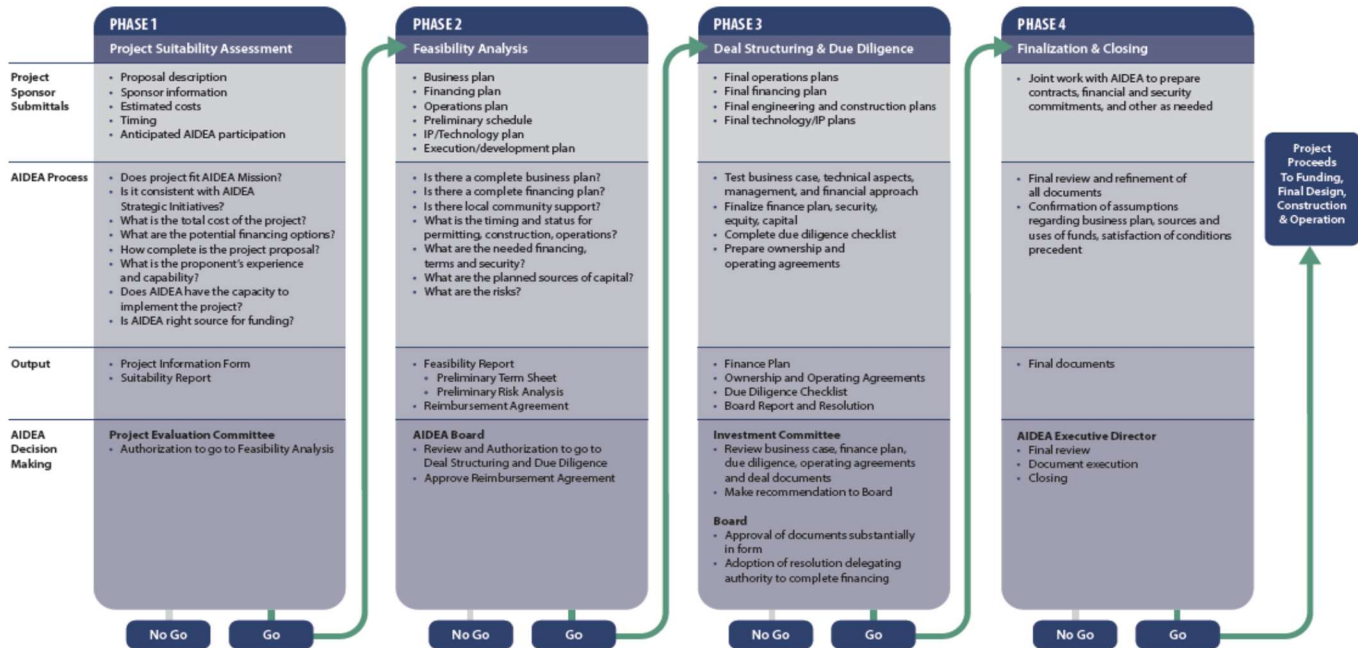 PHASE 1
Project Suitability Assessment
PHASE 2
Feasibility Analysis
PHASE 3
Deal Structuring & Due Diligence
PHASE 4
Finalization & Closing
Project
Sponsor
Submittals
• Proposal description
• Sponsor information
• Estimated costs
• Timing
• Anticipated AIDEA participation
• Business plan
• Financing plan
• Operations plan
• Preliminary schedule
• IP/Technology plan
• Execution/development plan
• Final operations plans
• Final financing plan
• Final engineering and construction plans
• Final technology/IP plans
• Joint work with AIDEA to prepare
contracts, financial and security
commitments, and other as needed
AIDEA Process
• Does project fit AIDEA Mission?
• Is it consistent with AIDEA
Strategic Initiatives?
• What is the total cost of the project?
• What are the potential financing options?
• How complete is the project proposal?
• What is the proponent's experience
and capability?
• Does AIDEA have the capacity to
implement the project?
• Is AIDEA right source for funding?
• Is there a complete business plan?
• Is there a complete financing plan?
• Is there local community support?
• What is the timing and status for
permitting, construction, operations?
• What are the needed financing,
terms and security?
• What are the planned sources of capital?
• What are the risks?
• Test business case, technical aspects,
management, and financial approach
• Finalize finance plan, security,
equity, capital
• Complete due diligence checklist
• Prepare ownership and
operating agreements
• Final review and refinement of
all documents
• Confirmation of assumptions
regarding business plan, sources and
uses of funds, satisfaction of conditions
precedent
Output
• Project Information Form
• Suitability Report
• Feasibility Report
• Preliminary Term Sheet
• Preliminary Risk Analysis
• Reimbursement Agreement
• Finance Plan
• Ownership and Operating Agreements
• Due Diligence Checklist
• Board Report and Resolution
• Final documents
AIDEA
Decision
Making
Project Evaluation Committee
• Authorization to go to Feasibility Analysis
AIDEA Board
• Review and Authorization to go to
Deal Structuring and Due Diligence
• Approve Reimbursement Agreement
Investment Committee
• Review business case, finance plan,
due diligence, operating agreements
and deal documents
• Make recommendation to Board
Board
• Approval of documents substantially
in form
• Adoption of resolution delegating
authority to complete financing
AIDEA Executive Director
• Final review
• Document execution
• Closing
No Go
Go
No Go
Go
No Go
Go
No Go
Go
Project
Proceeds
To Funding,
Final Design,
Construction
& Operation